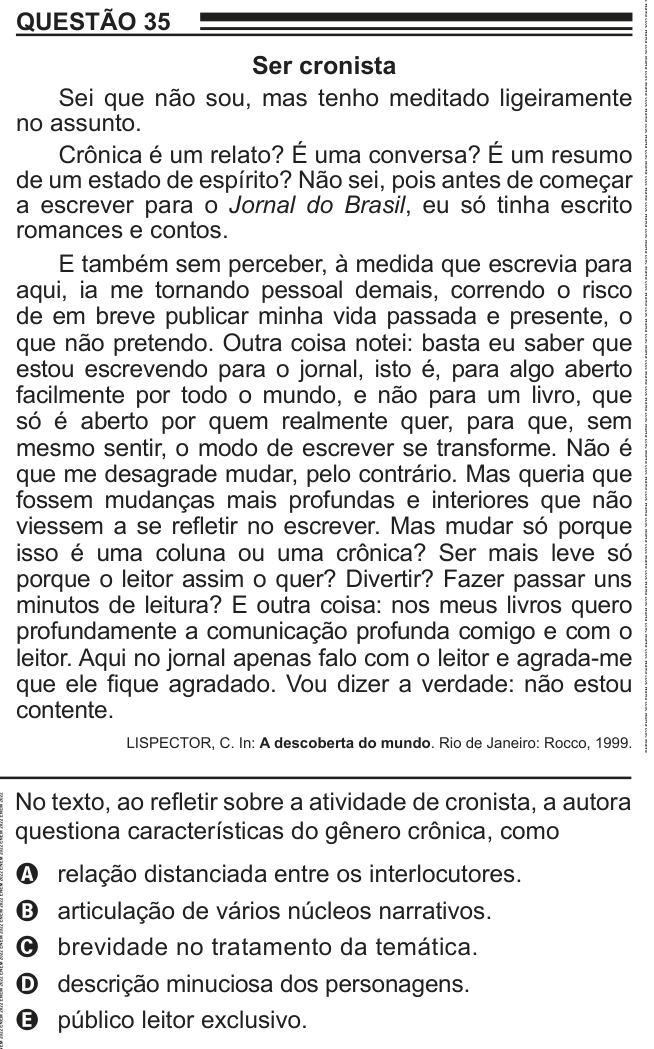 QUESTÃO 35
Ser cronista
Sei que não sou, mas tenho meditado ligeiramente
no assunto.
Crônica é um relato? É uma conversa? É um resumo
de um estado de espírito? Não sei, pois antes de começar
a escrever para o Jornal do Brasil, eu só tinha escrito
romances e contos.
E também sem perceber, à medida que escrevia para
aqui, ia me tornando pessoal demais, correndo o risco
de em breve publicar minha vida passada e presente, o
que não pretendo. Outra coisa notei: basta eu saber que
estou escrevendo para o jornal, isto é, para algo aberto
facilmente por todo o mundo, e não para um livro, que
só é aberto por quem realmente quer, para que, sem
mesmo sentir, o modo de escrever se transforme. Não é
que me desagrade mudar, pelo contrário. Mas queria que
fossem mudanças mais profundas e interiores que não
viessem a se refletir no escrever. Mas mudar só porque
isso é uma coluna ou uma crônica? Ser mais leve só
porque o leitor assim o quer? Divertir? Fazer passar uns
minutos de leitura? E outra coisa: nos meus livros quero
profundamente a comunicação profunda comigo e com o
leitor. Aqui no jornal apenas falo com o leitor e agrada-me
que ele fique agradado. Vou dizer a verdade: não estou
contente.
LISPECTOR, C. In: A descoberta do mundo. Rio de Janeiro: Rocco, 1999.
No texto, ao refletir sobre a atividade de cronista, a autora
questiona características do gênero crônica, como
A relação distanciada entre os interlocutores.
B articulação de vários núcleos narrativos.
C brevidade no tratamento da temática.
D descrição minuciosa dos personagens.
E público leitor exclusivo.